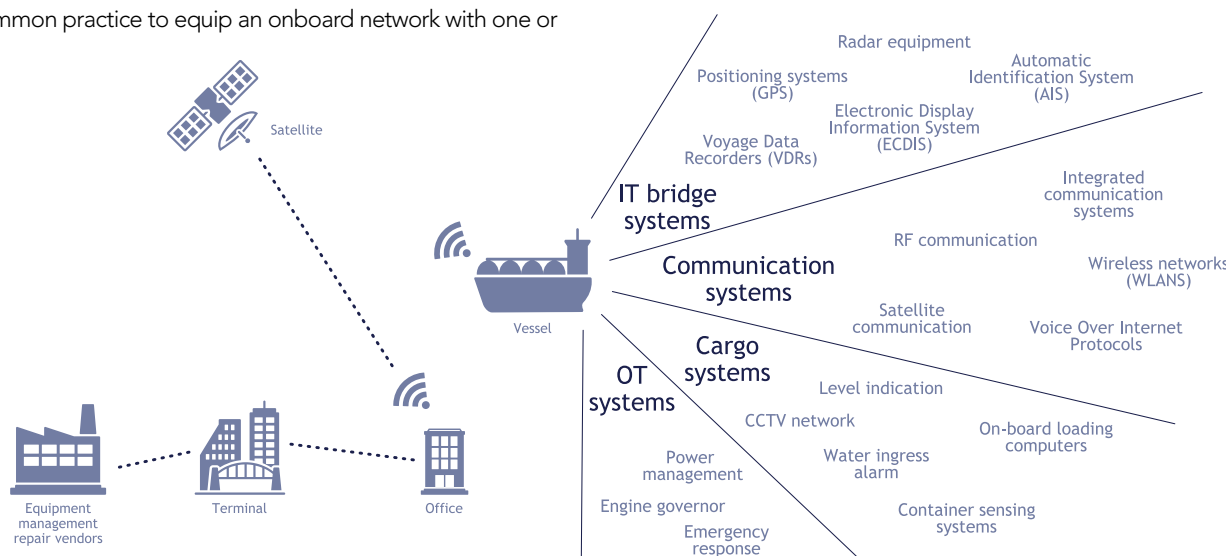 mmon practice to equip an onboard network with one or
Satellite
Vessel
Equipment
management
repair vendors
Terminal
Office
IT bridge
systems
Radar equipment
Positioning systems
(GPS)
Automatic
Identification System
(AIS)
Electronic Display
Information System
(ECDIS)
Voyage Data
Recorders (VDRs)
Communication
systems
Integrated
communication
systems
RF communication
Wireless networks
(WLANS)
Satellite
communication
Voice Over Internet
Protocols
Cargo
systems
Level indication
CCTV network
On-board loading
computers
Water ingress
alarm
Container sensing
systems
OT
systems
Power
management
Engine governor
Emergency
response